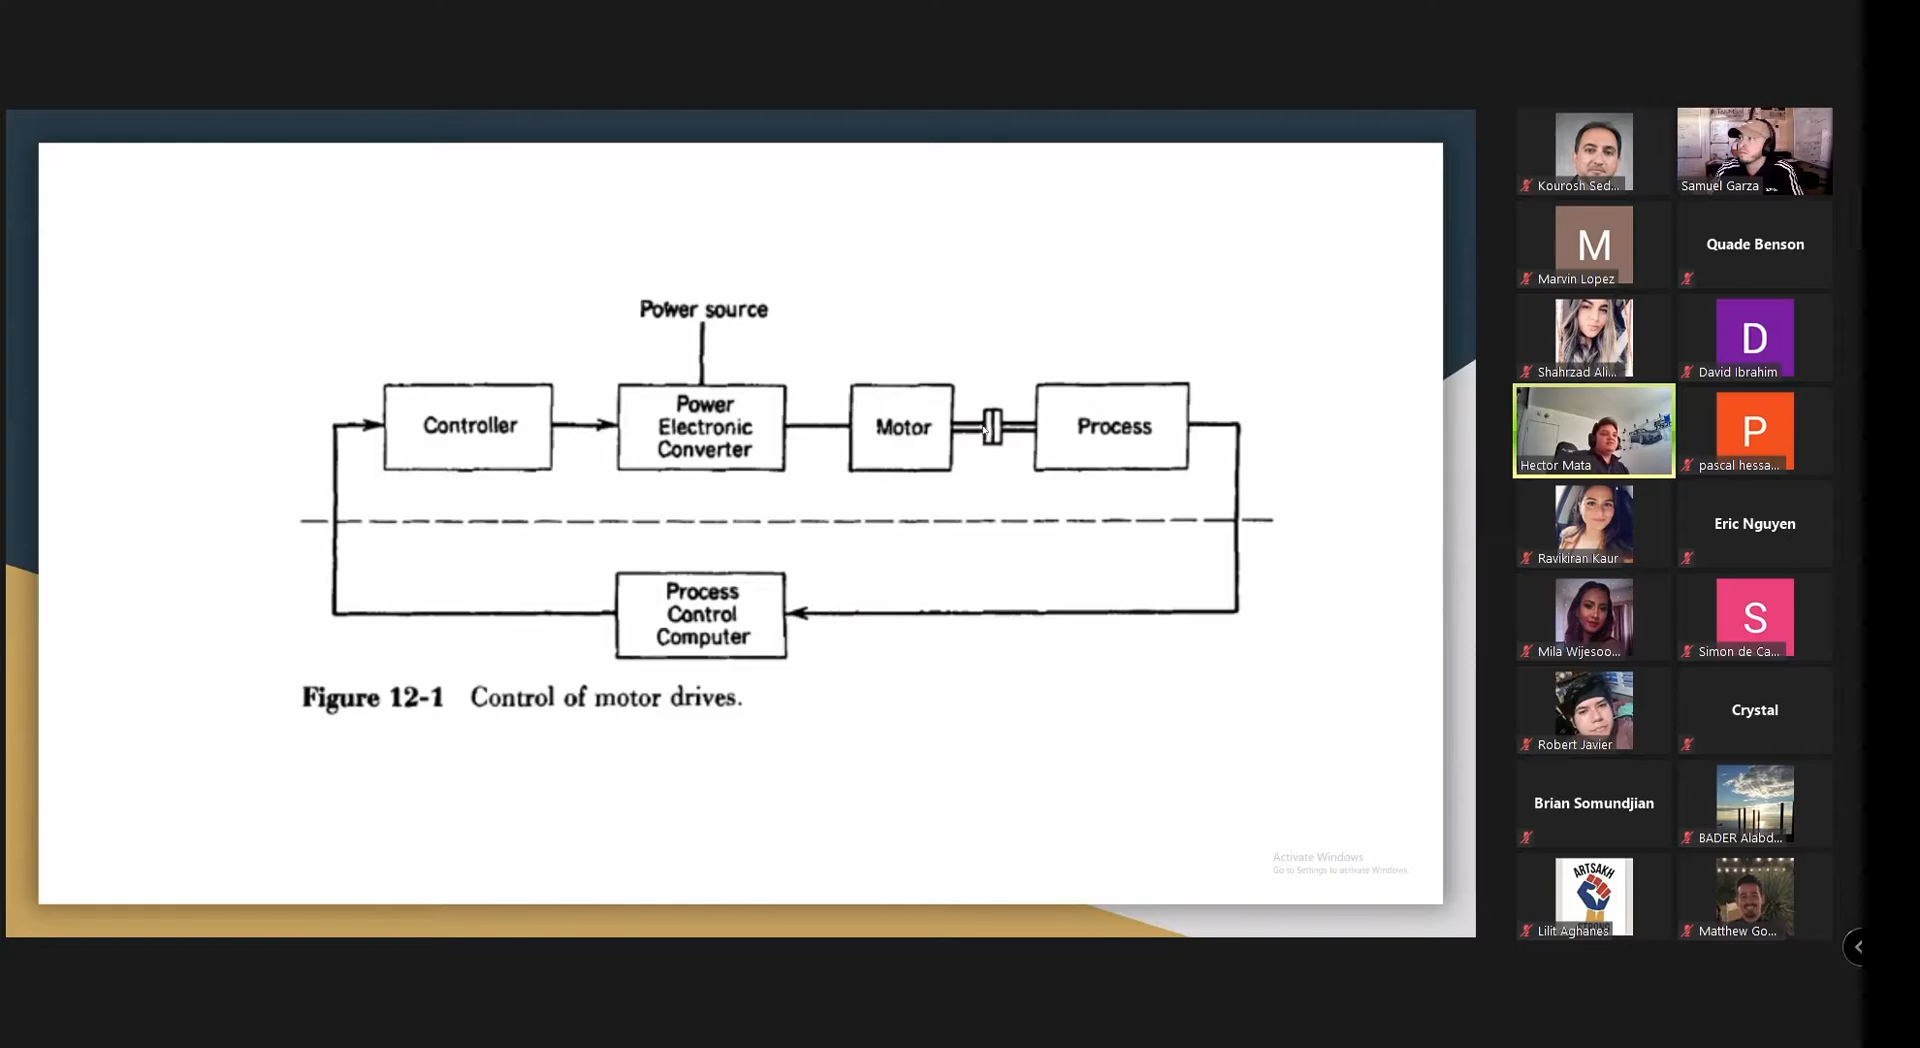 Power source
Controller
Power
Electronic
Converter
Motor
Process
Process
Control
Computer
Figure 12-1 Control of motor drives.
Activate Windows
Go to Settings to activate Windows.
Kourosh Sed...
Samuel Garza
M
Marvin Lopez
Quade Benson
Shahrzad Ali...
D
David Ibrahim
Hector Mata
P
pascal hessa...
Ravikiran Kaur
Eric Nguyen
Mila Wijesoo...
S
Simon de Ca...
Robert Javier
Crystal
Brian Somundjian
BADER Alabd...
ARTSAKH
Lilit Aghanes
Matthew Go...